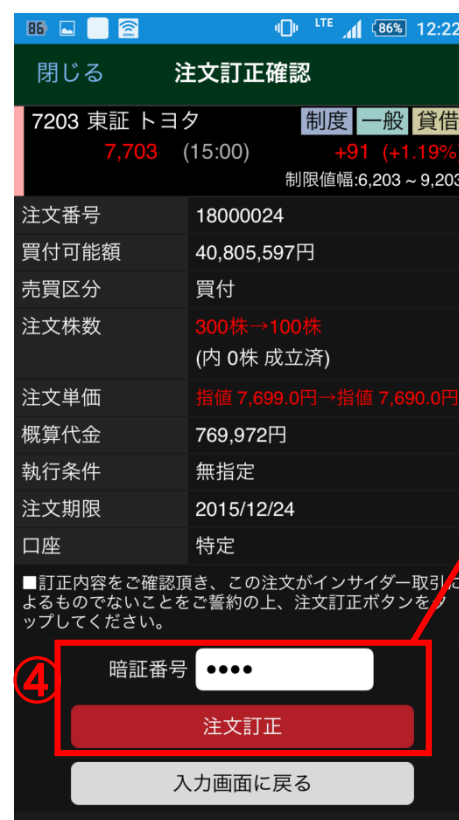 86 LTE 86% 12:22
閉じる 注文訂正確認
7203 東証 トヨタ 制度 一般 貸借
7,703 (15:00) +91 (+1.19%)
制限値幅:6,203 ~ 9,203
注文番号 18000024
買付可能額 40,805,597円
売買区分 買付
注文株数 300株→100株
(内 0株 成立済)
注文単価 指値 7,699.0円→指値 7,690.0円
概算代金 769,972円
執行条件 無指定
注文期限 2015/12/24
口座 特定
■訂正内容をご確認頂き、この注文がインサイダー取引に
よるものでないことをご誓約の上、注文訂正ボタンをタ
ップしてください。
④ 暗証番号 ●●●●
注文訂正
入力画面に戻る